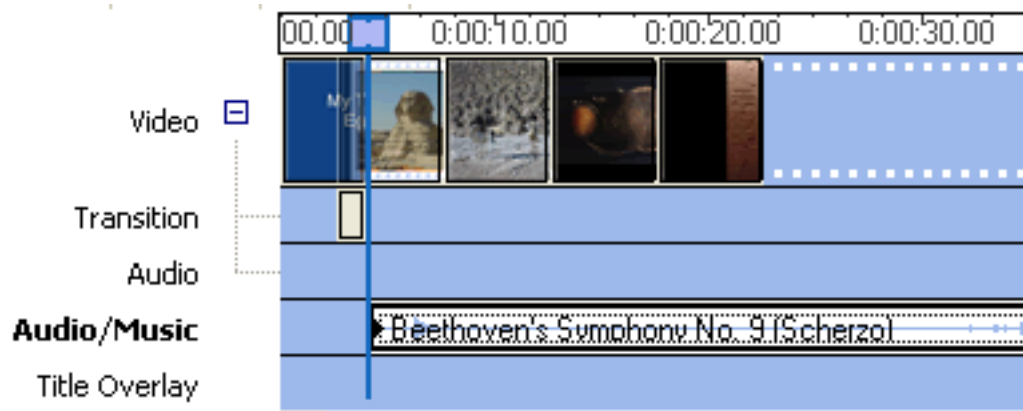 00.00 0:00:10.00 0:00:20.00 0:00:30.00
Video
My
Transition
Audio
Audio/Music
Beethoven's Symphony No. 9 (Scherzo)
Title Overlay